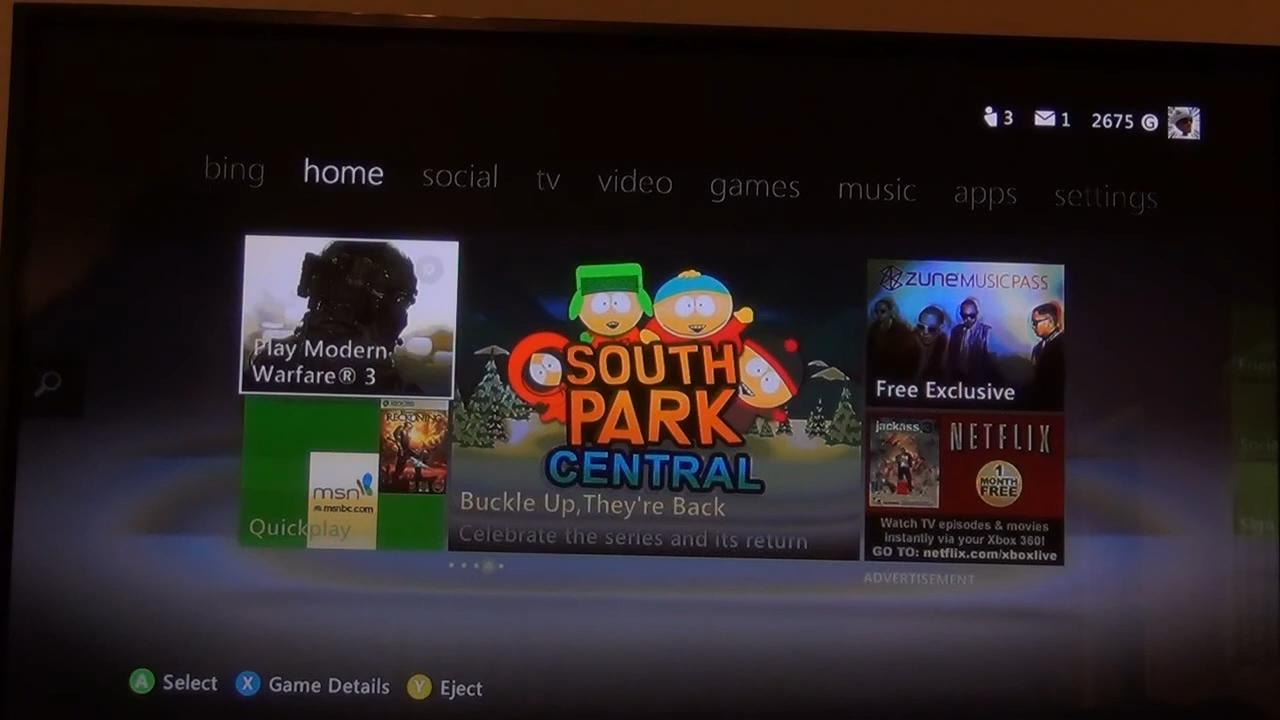 3 1 2675 G
bing home social tv video games music apps settings
Play Modern
Warfare® 3
RECKONING
msn
msnbc.com
Quickplay
SOUTH
PARK
CENTRAL
Buckle Up,They're Back
Celebrate the series and its return
ZUNE MUSIC PASS
Free Exclusive
jackass 3
NETFLIX
1
MONTH
FREE
Watch TV episodes & movies
instantly via your Xbox 360!
GO TO: netflix.com/xboxlive
ADVERTISEMENT
A Select X Game Details Y Eject